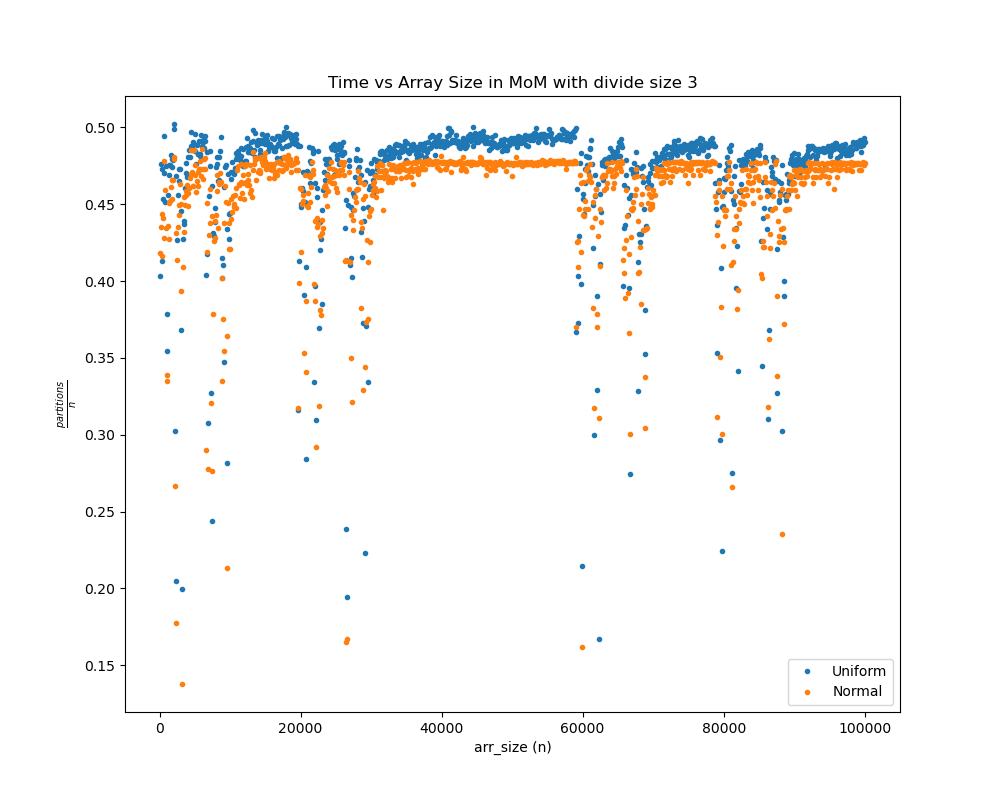 Time vs Array Size in MoM with divide size 3
0.50
0.45
0.40
0.35
0.30
0.25
0.20
0.15
partitions
n
0 20000 40000 60000 80000 100000
arr_size (n)
Uniform
Normal